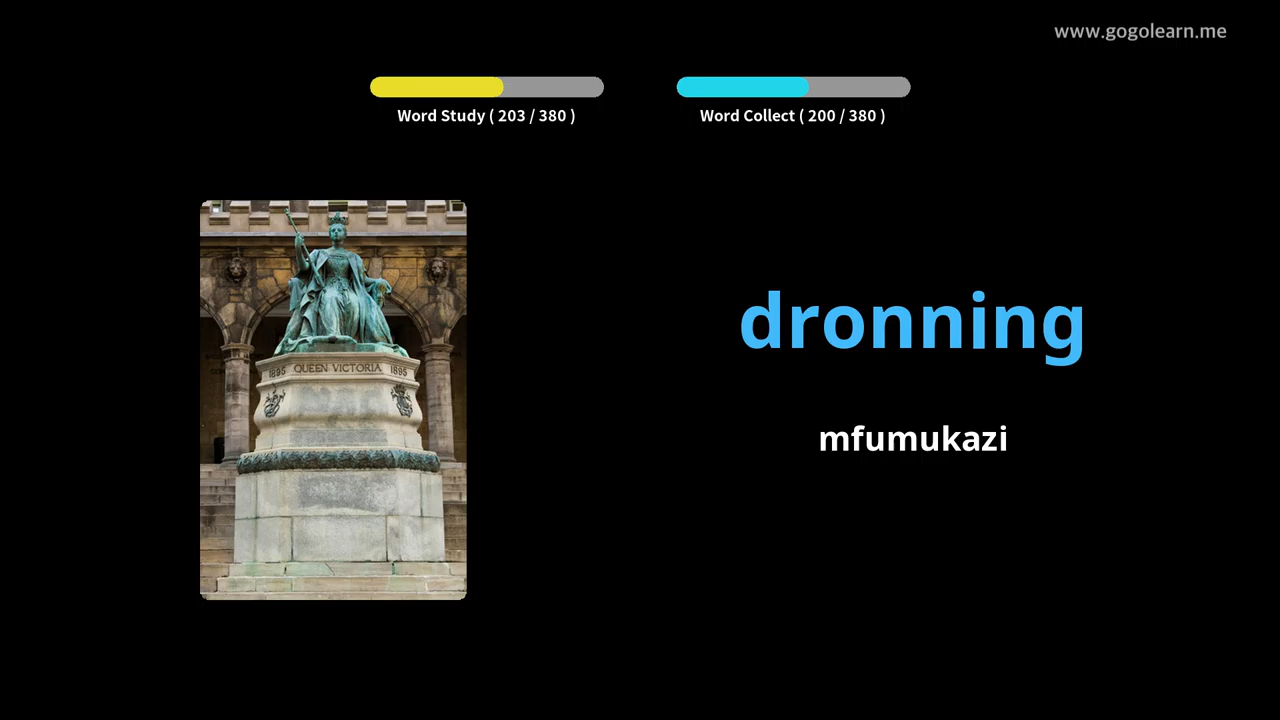 www.gogolearn.me
Word Study ( 203 / 380 )
Word Collect ( 200 / 380 )
1895 QUEEN VICTORIA 1895
dronning
mfumukazi